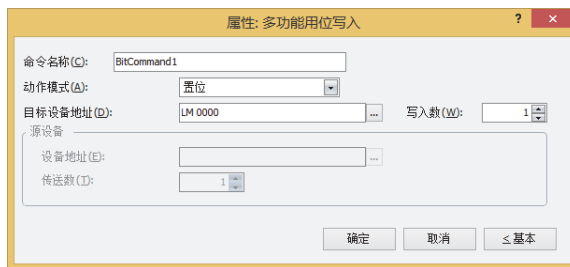 属性: 多功能用位写入
? ×
命令名称(C): BitCommand1
动作模式(A): 置位
目标设备地址(D): LM 0000 ... 写入数(W): 1
源设备
设备地址(E): ...
传送数(T): 1
确定 取消 ≤基本